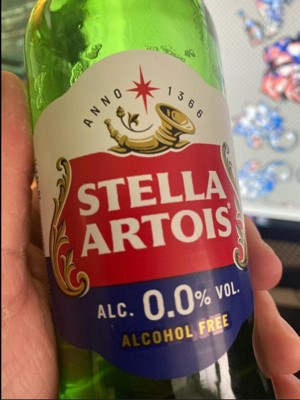 ANNO 1366
STELLA
ARTOIS
ALC. 0.0% VOL.
ALCOHOL FREE